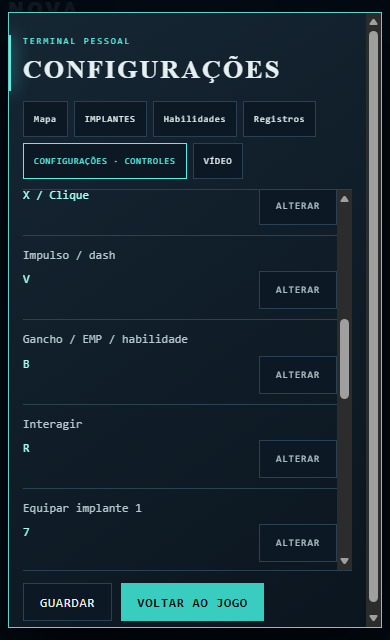 NOVA
TERMINAL PESSOAL
CONFIGURAÇÕES
Mapa IMPLANTES Habilidades Registros
CONFIGURAÇÕES · CONTROLES VÍDEO
X / Clique
ALTERAR
Impulso / dash
V
ALTERAR
Gancho / EMP / habilidade
B
ALTERAR
Interagir
R
ALTERAR
Equipar implante 1
7
ALTERAR
GUARDAR VOLTAR AO JOGO